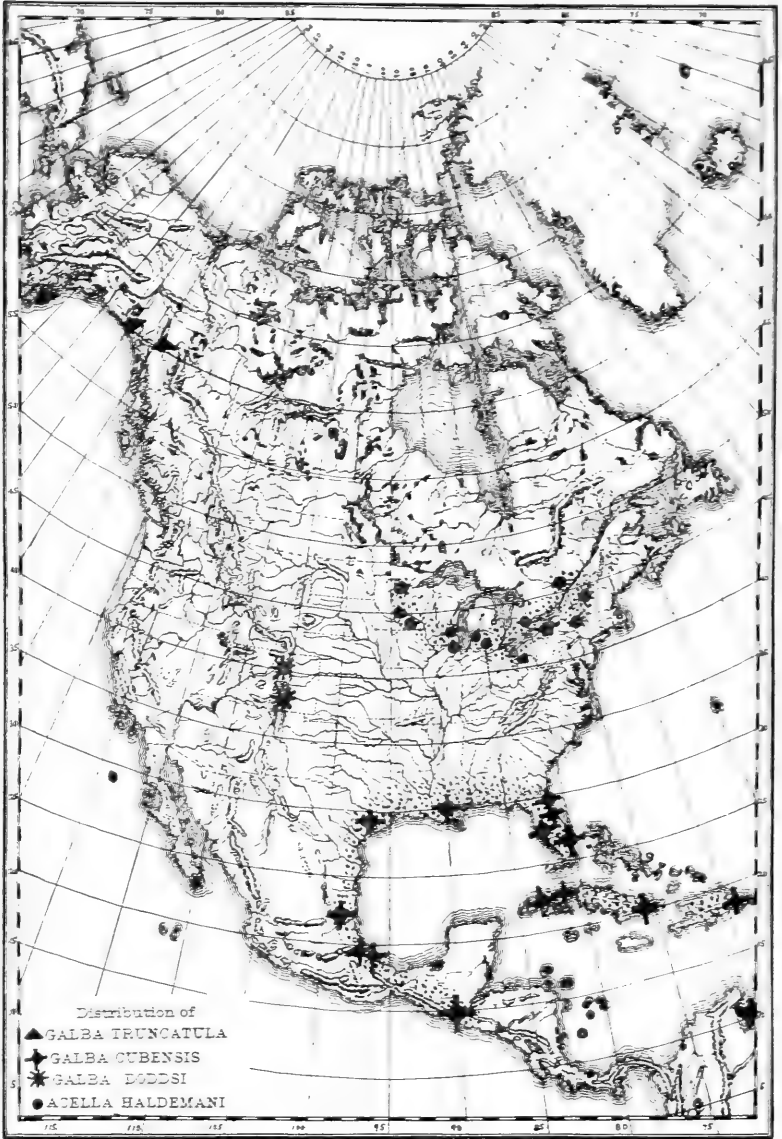 Distribution of
GALBA TRUNCATULA
GALBA CUBENSIS
GALBA DODDSI
ACELLA HALDEMANI